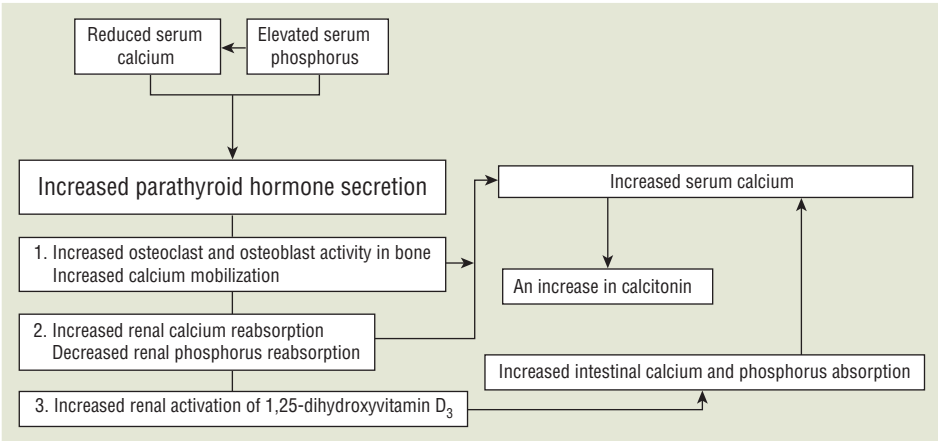 Reduced serum
calcium
Elevated serum
phosphorus
Increased parathyroid hormone secretion
Increased serum calcium
1. Increased osteoclast and osteoblast activity in bone
Increased calcium mobilization
An increase in calcitonin
2. Increased renal calcium reabsorption
Decreased renal phosphorus reabsorption
Increased intestinal calcium and phosphorus absorption
3. Increased renal activation of 1,25-dihydroxyvitamin D3